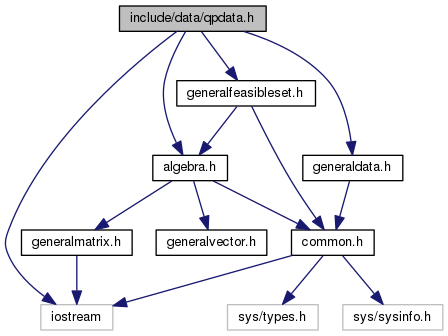 include/data/qpdata.h
generalfeasibleset.h
algebra.h
generaldata.h
generalmatrix.h
generalvector.h
common.h
iostream
sys/types.h
sys/sysinfo.h